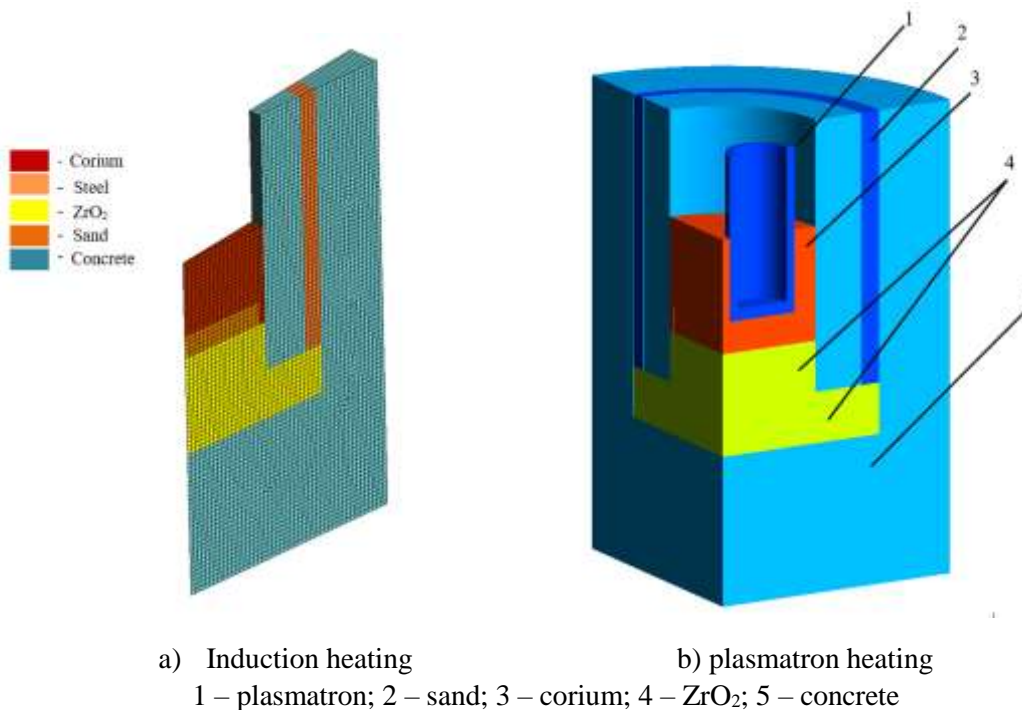 1
2
3
4
- Corium
- Steel
- ZrO₂
- Sand
- Concrete
a) Induction heating
b) plasmatron heating
1 – plasmatron; 2 – sand; 3 – corium; 4 – ZrO₂; 5 – concrete